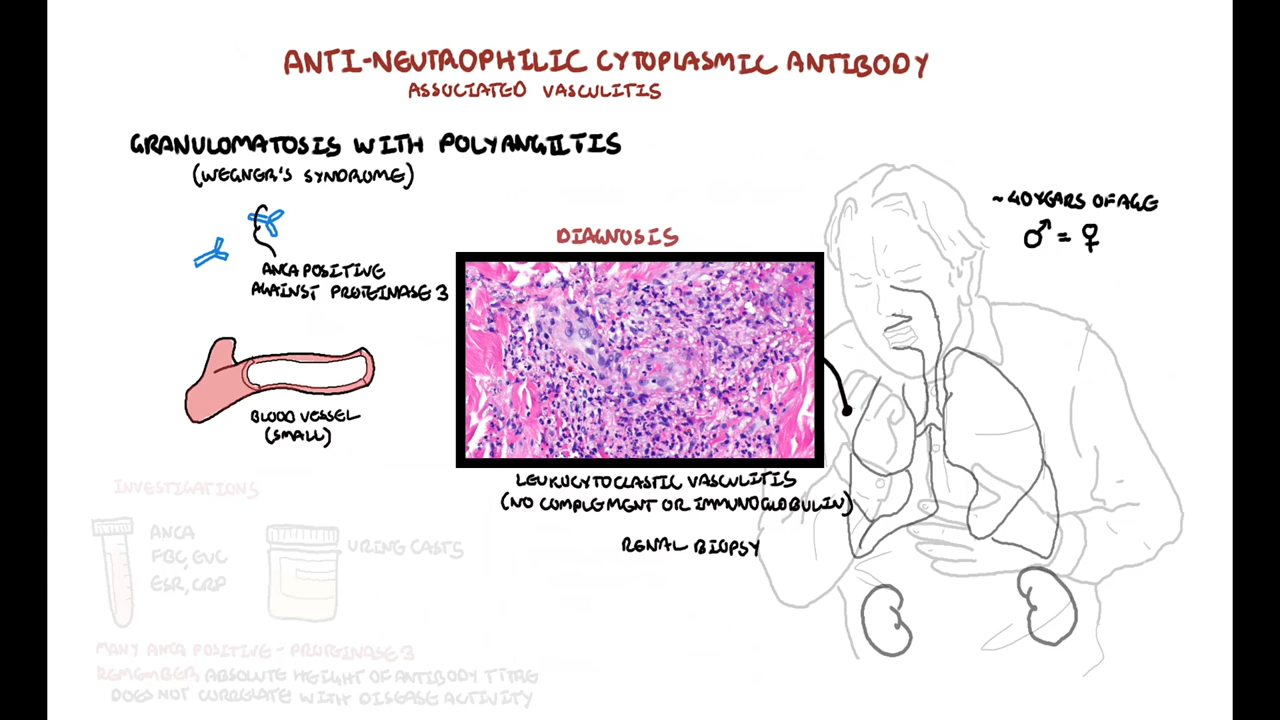 ANTI-NEUTROPHILIC CYTOPLASMIC ANTIBODY
ASSOCIATED VASCULITIS
GRANULOMATOSIS WITH POLYANGIITIS
(WEGNER'S SYNDROME)
~40 YEARS OF AGE
♂ = ♀
DIAGNOSIS
ANCA POSITIVE
AGAINST PROTEINASE 3
BLOOD VESSEL
(SMALL)
LEUKOCYTOCLASTIC VASCULITIS
(NO COMPLEMENT OR IMMUNOGLOBULIN)
RENAL BIOPSY
INVESTIGATIONS
ANCA
FBC, EUC
ESR, CRP
URINE CASTS
MANY ANCA POSITIVE - PROTEINASE 3
REMEMBER ABSOLUTE HEIGHT OF ANTIBODY TITRE
DOES NOT CORRELATE WITH DISEASE ACTIVITY